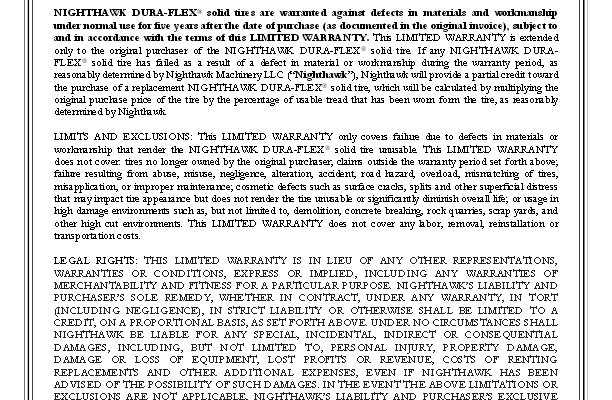 NIGHTHAWK DURA-FLEX® solid tires are warranted against defects in materials and workmanship
under normal use for five years after the date of purchase (as documented in the original invoice), subject to
and in accordance with the terms of this LIMITED WARRANTY. This LIMITED WARRANTY is extended
only to the original purchaser of the NIGHTHAWK DURA-FLEX® solid tire. If any NIGHTHAWK DURA-
FLEX® solid tire has failed as a result of a defect in material or workmanship during the warranty period, as
reasonably determined by Nighthawk Machinery LLC (“Nighthawk”), Nighthawk will provide a partial credit toward
the purchase of a replacement NIGHTHAWK DURA-FLEX® solid tire, which will be calculated by multiplying the
original purchase price of the tire by the percentage of usable tread that has been worn form the tire, as reasonably
determined by Nighthawk.
LIMITS AND EXCLUSIONS: This LIMITED WARRANTY only covers failure due to defects in materials or
workmanship that render the NIGHTHAWK DURA-FLEX® solid tire unusable. This LIMITED WARRANTY
does not cover: tires no longer owned by the original purchaser; claims outside the warranty period set forth above;
failure resulting from abuse, misuse, negligence, alteration, accident, road hazard, overload, mismatching of tires,
misapplication, or improper maintenance; cosmetic defects such as surface cracks, splits and other superficial distress
that may impact tire appearance but does not render the tire unusable or significantly diminish overall life; or usage in
high damage environments such as, but not limited to, demolition, concrete breaking, rock quarries, scrap yards, and
other high cut environments. This LIMITED WARRANTY does not cover any labor, removal, reinstallation or
transportation costs.
LEGAL RIGHTS: THIS LIMITED WARRANTY IS IN LIEU OF ANY OTHER REPRESENTATIONS,
WARRANTIES OR CONDITIONS, EXPRESS OR IMPLIED, INCLUDING ANY WARRANTIES OF
MERCHANTABILITY AND FITNESS FOR A PARTICULAR PURPOSE. NIGHTHAWK'S LIABILITY AND
PURCHASER'S SOLE REMEDY, WHETHER IN CONTRACT, UNDER ANY WARRANTY, IN TORT
(INCLUDING NEGLIGENCE), IN STRICT LIABILITY OR OTHERWISE SHALL BE LIMITED TO A
CREDIT, ON A PROPORTIONAL BASIS, AS SET FORTH ABOVE. UNDER NO CIRCUMSTANCES SHALL
NIGHTHAWK BE LIABLE FOR ANY SPECIAL, INCIDENTAL, INDIRECT OR CONSEQUENTIAL
DAMAGES, INCLUDING, BUT NOT LIMITED TO, PERSONAL INJURY, PROPERTY DAMAGE,
DAMAGE OR LOSS OF EQUIPMENT, LOST PROFITS OR REVENUE, COSTS OF RENTING
REPLACEMENTS AND OTHER ADDITIONAL EXPENSES, EVEN IF NIGHTHAWK HAS BEEN
ADVISED OF THE POSSIBILITY OF SUCH DAMAGES. IN THE EVENT THE ABOVE LIMITATIONS OR
EXCLUSIONS ARE NOT APPLICABLE, NIGHTHAWK'S LIABILITY AND PURCHASER'S EXCLUSIVE